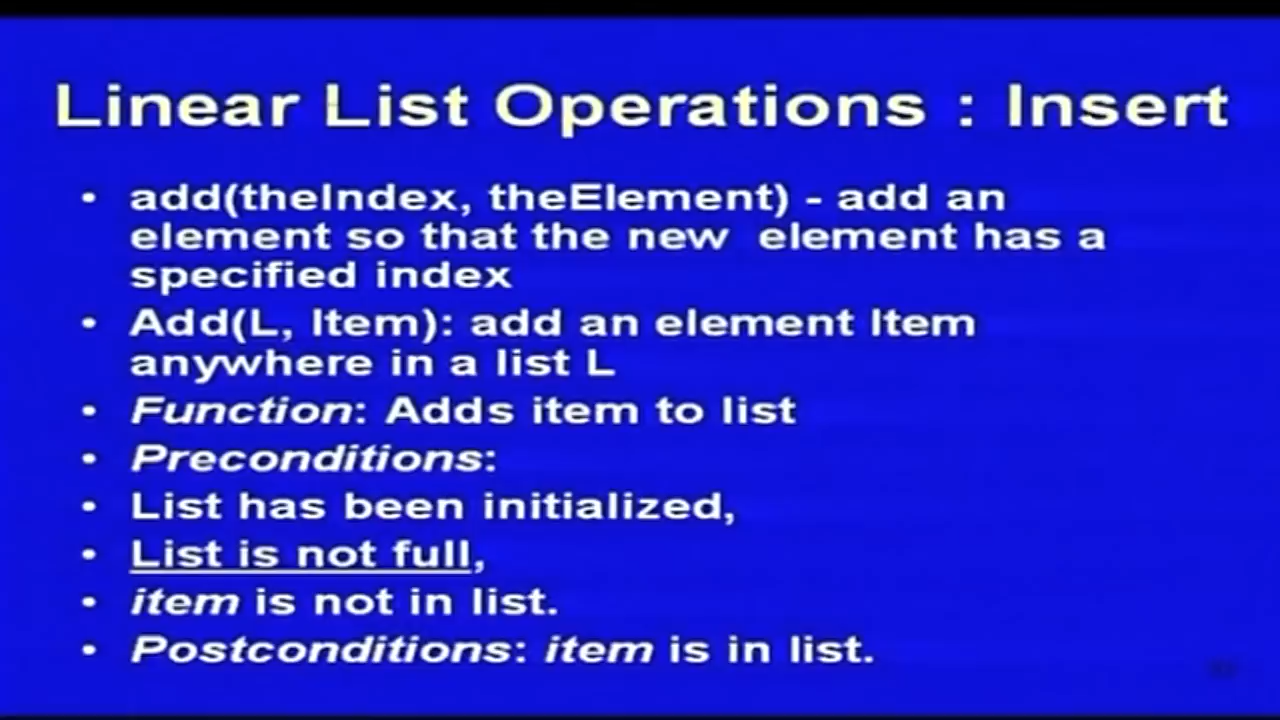 Linear List Operations : Insert
• add(theIndex, theElement) - add an
element so that the new element has a
specified index
• Add(L, Item): add an element Item
anywhere in a list L
• Function: Adds item to list
• Preconditions:
• List has been initialized,
• List is not full,
• item is not in list.
• Postconditions: item is in list.